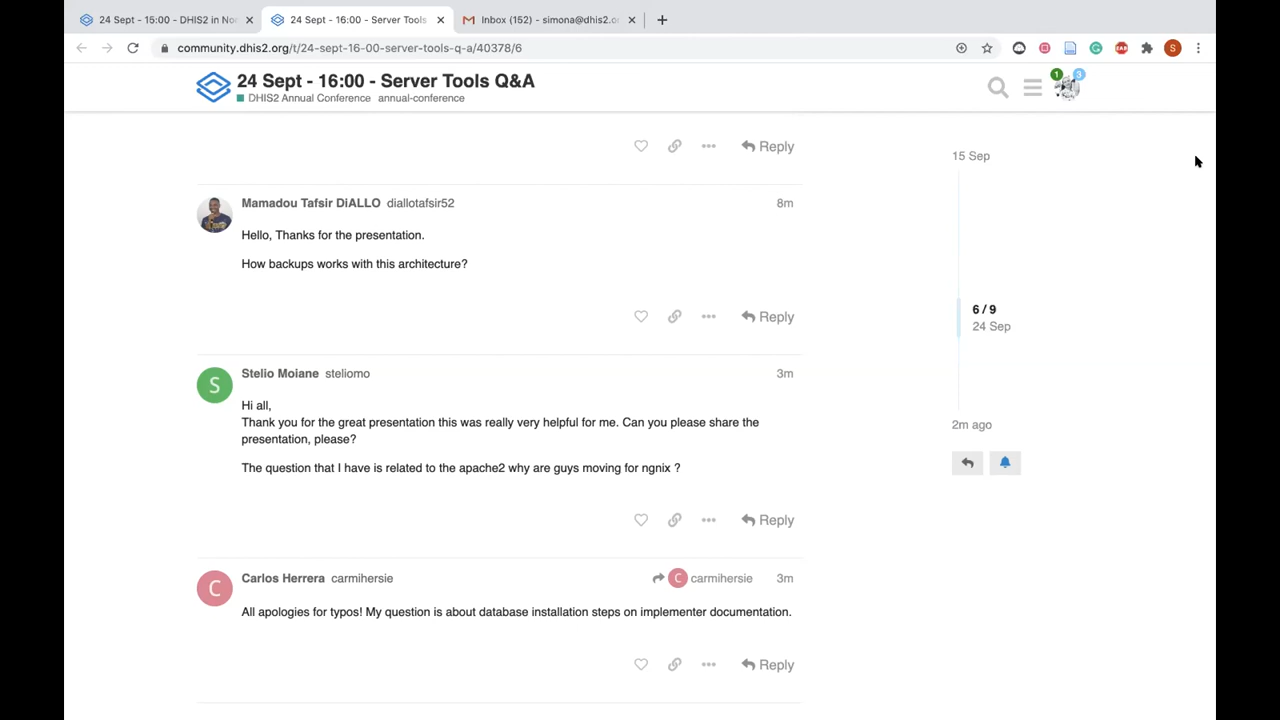 24 Sept - 15:00 - DHIS2 in No
24 Sept - 16:00 - Server Tools
Inbox (152) - simona@dhis2.o
community.dhis2.org/t/24-sept-16-00-server-tools-q-a/40378/6
S
24 Sept - 16:00 - Server Tools Q&A
DHIS2 Annual Conference annual-conference
1
3
Reply
15 Sep
Mamadou Tafsir DiALLO diallotafsir52
8m
Hello, Thanks for the presentation.
How backups works with this architecture?
6 / 9
24 Sep
Reply
S
Stelio Moiane steliomo
3m
Hi all,
Thank you for the great presentation this was really very helpful for me. Can you please share the
presentation, please?
2m ago
The question that I have is related to the apache2 why are guys moving for ngnix ?
Reply
C
Carlos Herrera carmihersie
C carmihersie
3m
All apologies for typos! My question is about database installation steps on implementer documentation.
Reply